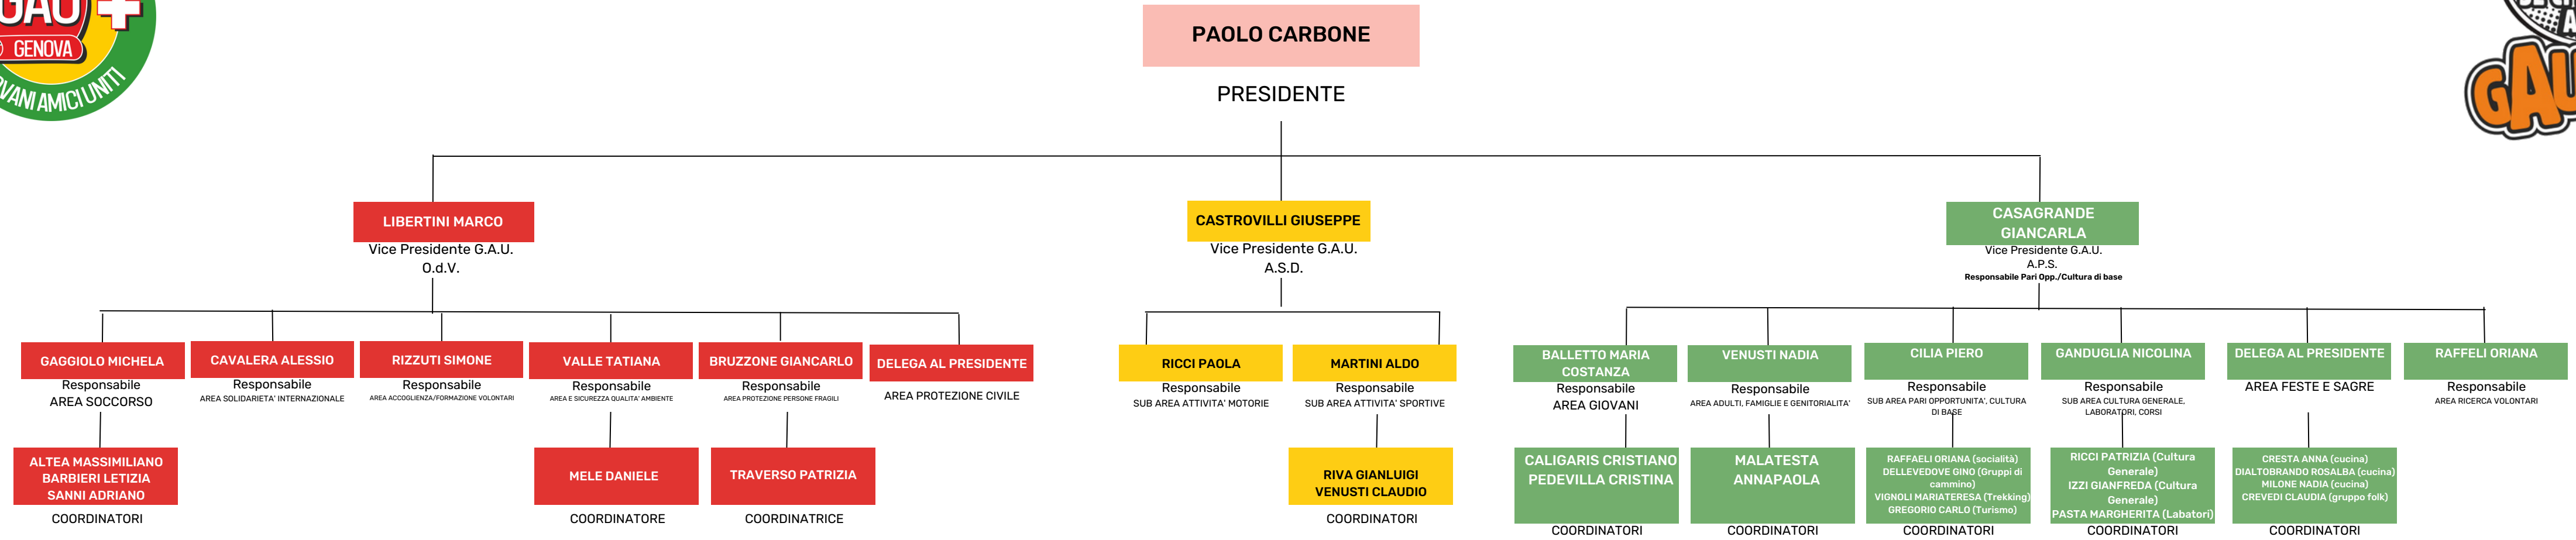 GAU
GENOVA
VANI AMICI UNITI
GAU
PAOLO CARBONE
PRESIDENTE
LIBERTINI MARCO
Vice Presidente G.A.U.
O.d.V.
CASTROVILLI GIUSEPPE
Vice Presidente G.A.U.
A.S.D.
CASAGRANDE
GIANCARLA
Vice Presidente G.A.U.
A.P.S.
Responsabile Pari Opp./Cultura di base
GAGGIOLO MICHELA
Responsabile
AREA SOCCORSO
CAVALERA ALESSIO
Responsabile
AREA SOLIDARIETA' INTERNAZIONALE
RIZZUTI SIMONE
Responsabile
AREA ACCOGLIENZA/FORMAZIONE VOLONTARI
VALLE TATIANA
Responsabile
AREA E SICUREZZA QUALITA' AMBIENTE
BRUZZONE GIANCARLO
Responsabile
AREA PROTEZIONE PERSONE FRAGILI
DELEGA AL PRESIDENTE
AREA PROTEZIONE CIVILE
RICCI PAOLA
Responsabile
SUB AREA ATTIVITA' MOTORIE
MARTINI ALDO
Responsabile
SUB AREA ATTIVITA' SPORTIVE
BALLETTO MARIA
COSTANZA
Responsabile
AREA GIOVANI
VENUSTI NADIA
Responsabile
AREA ADULTI, FAMIGLIE E GENITORIALITA'
CILIA PIERO
Responsabile
SUB AREA PARI OPPORTUNITA', CULTURA
DI BASE
GANDUGLIA NICOLINA
Responsabile
SUB AREA CULTURA GENERALE,
LABORATORI, CORSI
DELEGA AL PRESIDENTE
AREA FESTE E SAGRE
RAFFELI ORIANA
Responsabile
AREA RICERCA VOLONTARI
ALTEA MASSIMILIANO
BARBIERI LETIZIA
SANNI ADRIANO
COORDINATORI
MELE DANIELE
COORDINATORE
TRAVERSO PATRIZIA
COORDINATRICE
RIVA GIANLUIGI
VENUSTI CLAUDIO
COORDINATORI
CALIGARIS CRISTIANO
PEDEVILLA CRISTINA
COORDINATORI
MALATESTA
ANNAPAOLA
COORDINATORI
RAFFAELI ORIANA (socialità)
DELLEVEDOVE GINO (Gruppi di
cammino)
VIGNOLI MARIATERESA (Trekking)
GREGORIO CARLO (Turismo)
COORDINATORI
RICCI PATRIZIA (Cultura
Generale)
IZZI GIANFREDA (Cultura
Generale)
PASTA MARGHERITA (Labatori)
COORDINATORI
CRESTA ANNA (cucina)
DIALTOBRANDO ROSALBA (cucina)
MILONE NADIA (cucina)
CREVEDI CLAUDIA (gruppo folk)
COORDINATORI